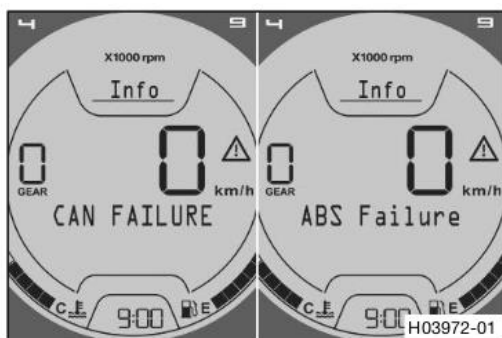 4 9
X1000 rpm
Info
0 0
GEAR km/h
CAN FAILURE
C E
9:00
4 9
X1000 rpm
Info
0 0
GEAR km/h
ABS Failure
C E
9:00
H03972-01